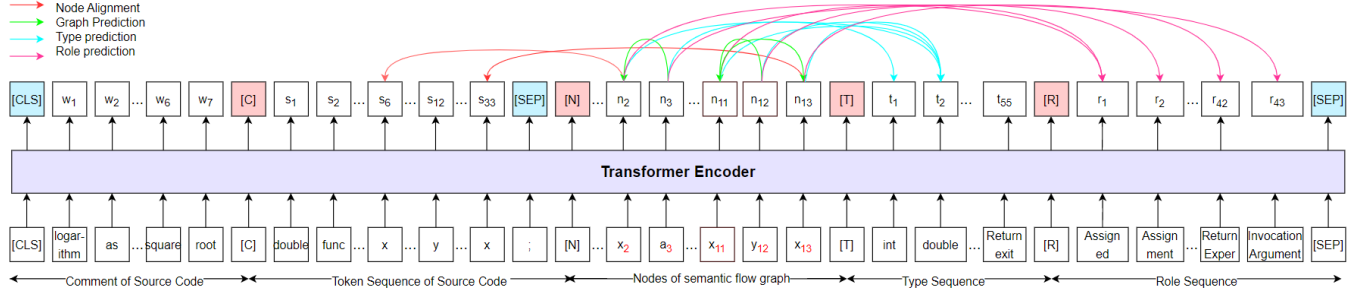 Node Alignment
Graph Prediction
Type prediction
Role prediction
[CLS] w1 w2 ... w6 w7 [C] s1 s2 ... s6 s12 ... s33 [SEP] [N] ... n2 n3 ... n11 n12 n13 [T] t1 t2 ... t55 [R] r1 r2 ... r42 r43 [SEP]
Transformer Encoder
[CLS] logar-ithm as ... square root [C] double func ... x y ... x ; [N] ... x2 a3 ... x11 y12 x13 [T] int double ... Return exit [R] Assign ed Assign ment ... Return Exper Invocation Argument [SEP]
Comment of Source Code Token Sequence of Source Code Nodes of semantic flow graph Type Sequence Role Sequence